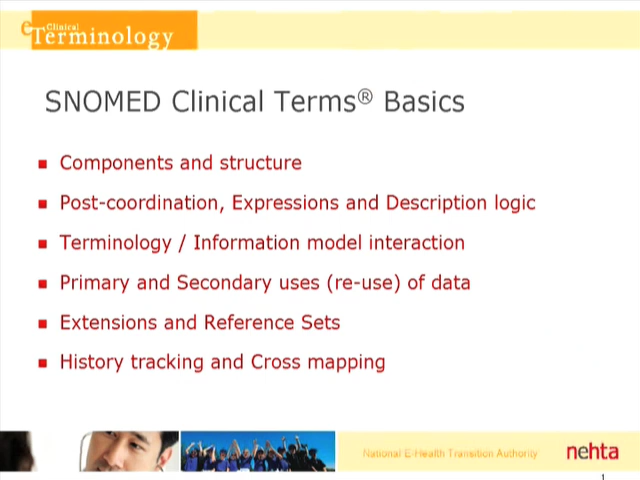 e Clinical
Terminology
SNOMED Clinical Terms® Basics
Components and structure
Post-coordination, Expressions and Description logic
Terminology / Information model interaction
Primary and Secondary uses (re-use) of data
Extensions and Reference Sets
History tracking and Cross mapping
National E-Health Transition Authority
nehta
1